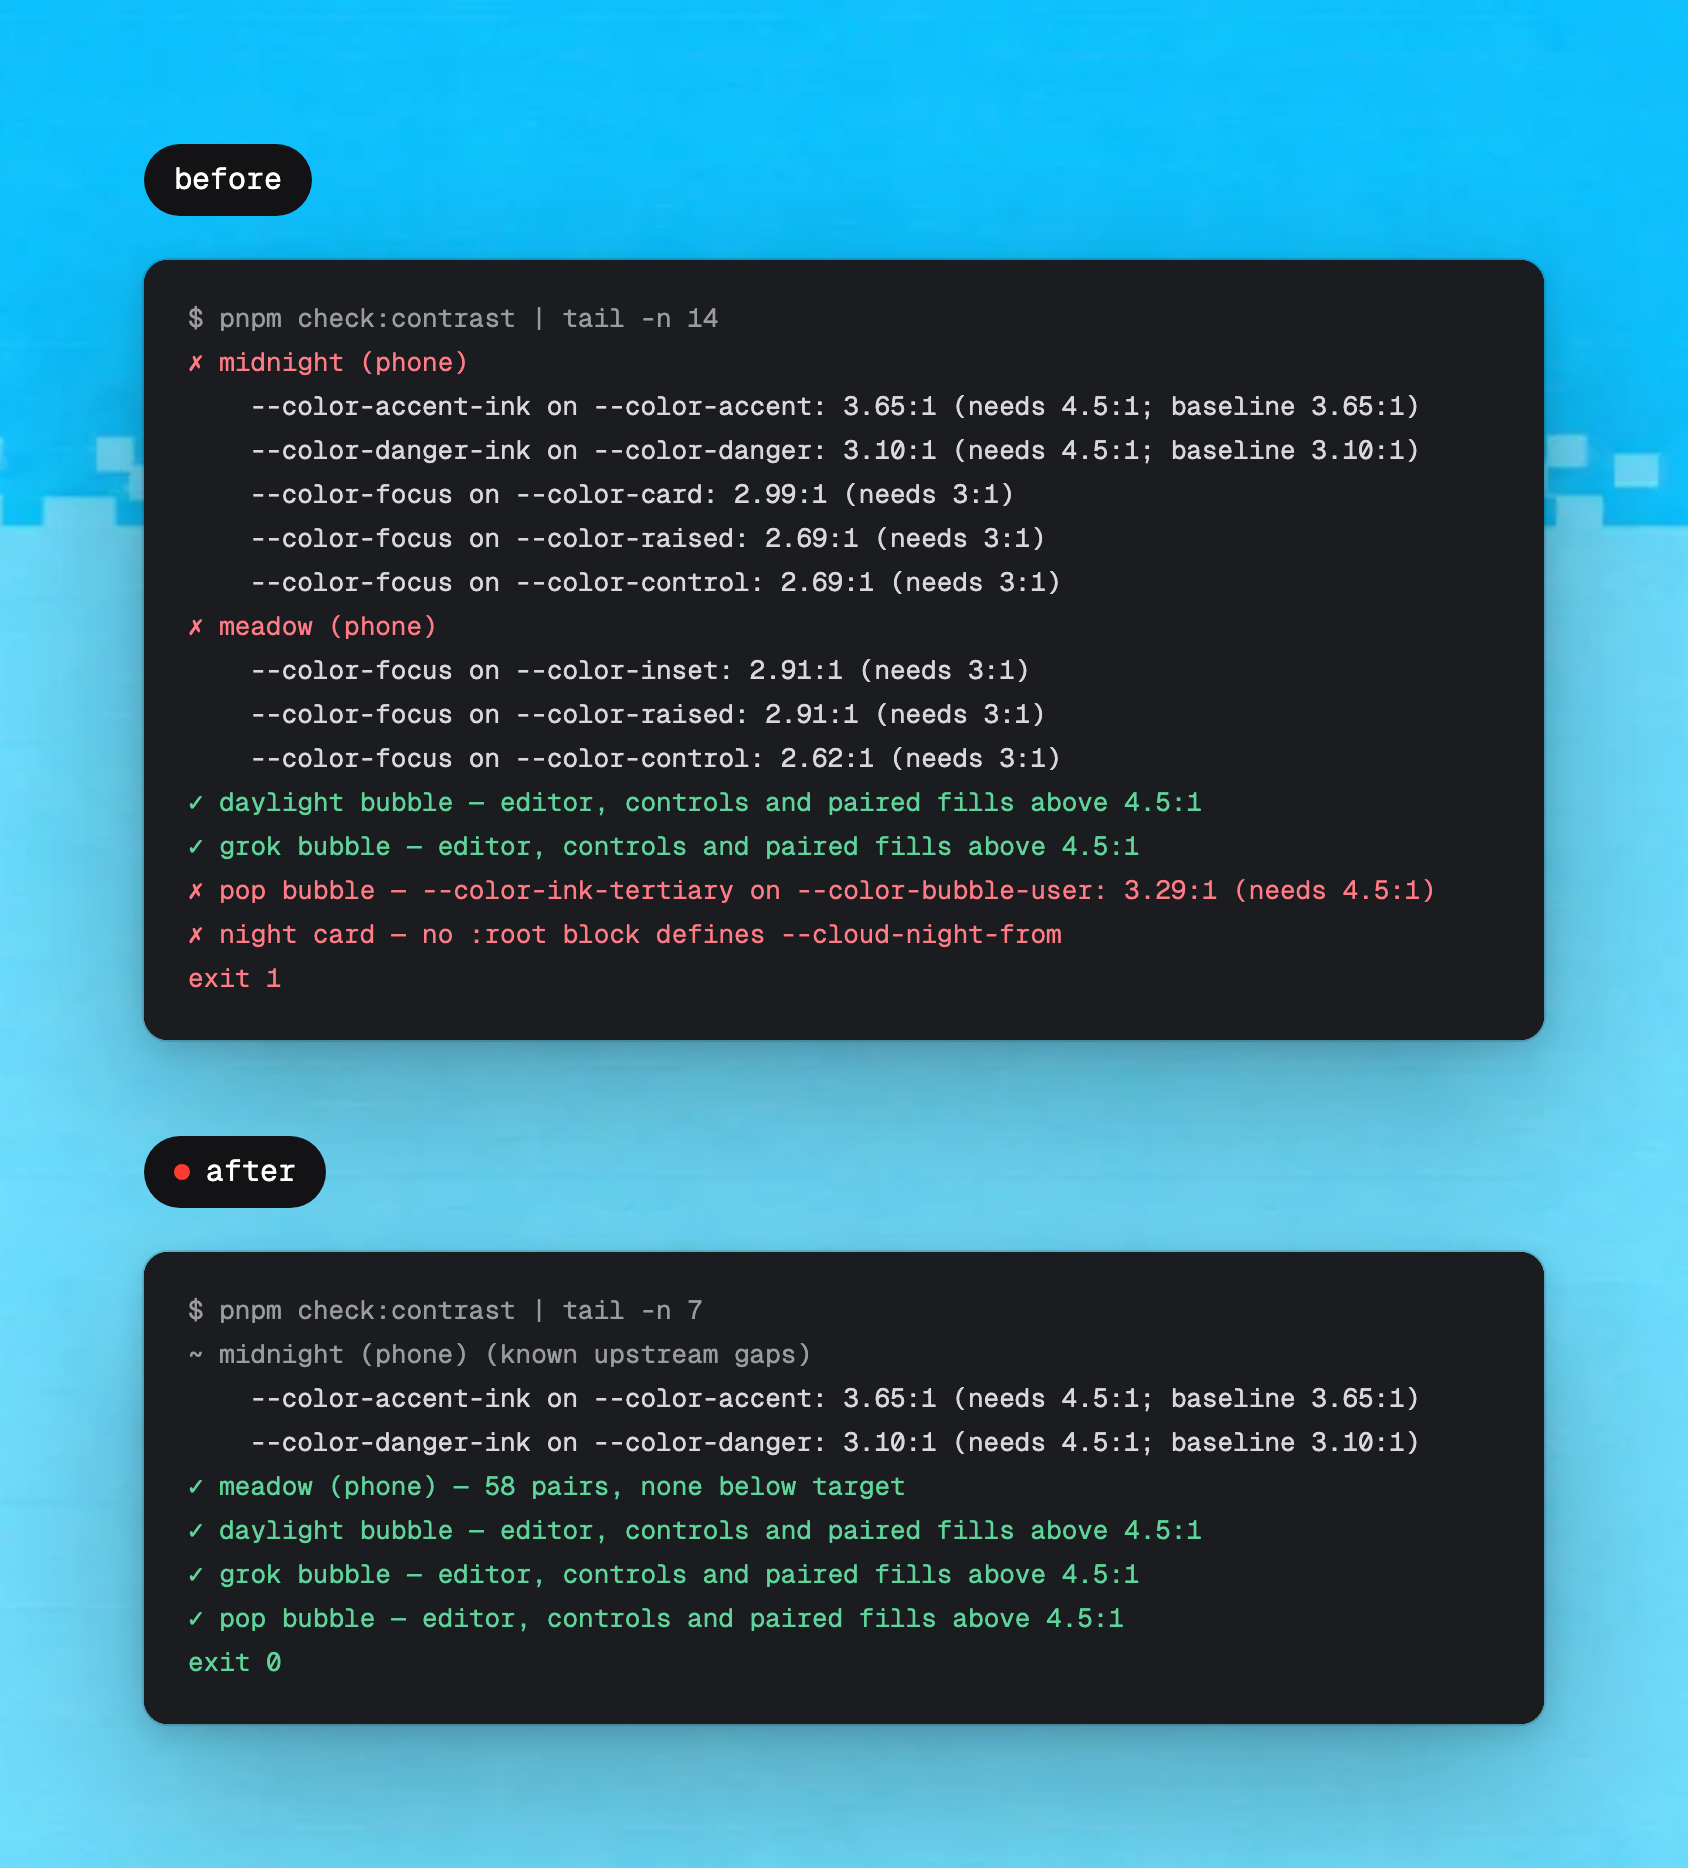 before
$ pnpm check:contrast | tail -n 14
✗ midnight (phone)
--color-accent-ink on --color-accent: 3.65:1 (needs 4.5:1; baseline 3.65:1)
--color-danger-ink on --color-danger: 3.10:1 (needs 4.5:1; baseline 3.10:1)
--color-focus on --color-card: 2.99:1 (needs 3:1)
--color-focus on --color-raised: 2.69:1 (needs 3:1)
--color-focus on --color-control: 2.69:1 (needs 3:1)
✗ meadow (phone)
--color-focus on --color-inset: 2.91:1 (needs 3:1)
--color-focus on --color-raised: 2.91:1 (needs 3:1)
--color-focus on --color-control: 2.62:1 (needs 3:1)
✓ daylight bubble — editor, controls and paired fills above 4.5:1
✓ grok bubble — editor, controls and paired fills above 4.5:1
✗ pop bubble — --color-ink-tertiary on --color-bubble-user: 3.29:1 (needs 4.5:1)
✗ night card — no :root block defines --cloud-night-from
exit 1
after
$ pnpm check:contrast | tail -n 7
~ midnight (phone) (known upstream gaps)
--color-accent-ink on --color-accent: 3.65:1 (needs 4.5:1; baseline 3.65:1)
--color-danger-ink on --color-danger: 3.10:1 (needs 4.5:1; baseline 3.10:1)
✓ meadow (phone) — 58 pairs, none below target
✓ daylight bubble — editor, controls and paired fills above 4.5:1
✓ grok bubble — editor, controls and paired fills above 4.5:1
✓ pop bubble — editor, controls and paired fills above 4.5:1
exit 0